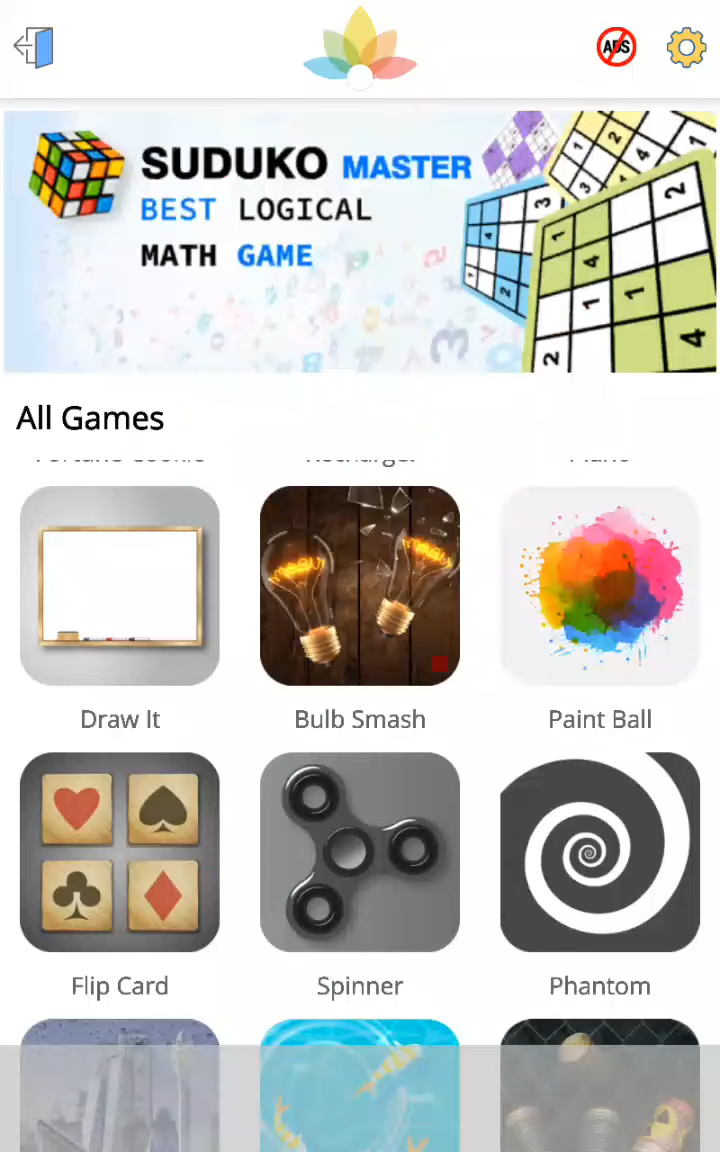 ADS
SUDUKO MASTER
BEST LOGICAL
MATH GAME
All Games
Draw It
Bulb Smash
Paint Ball
Flip Card
Spinner
Phantom